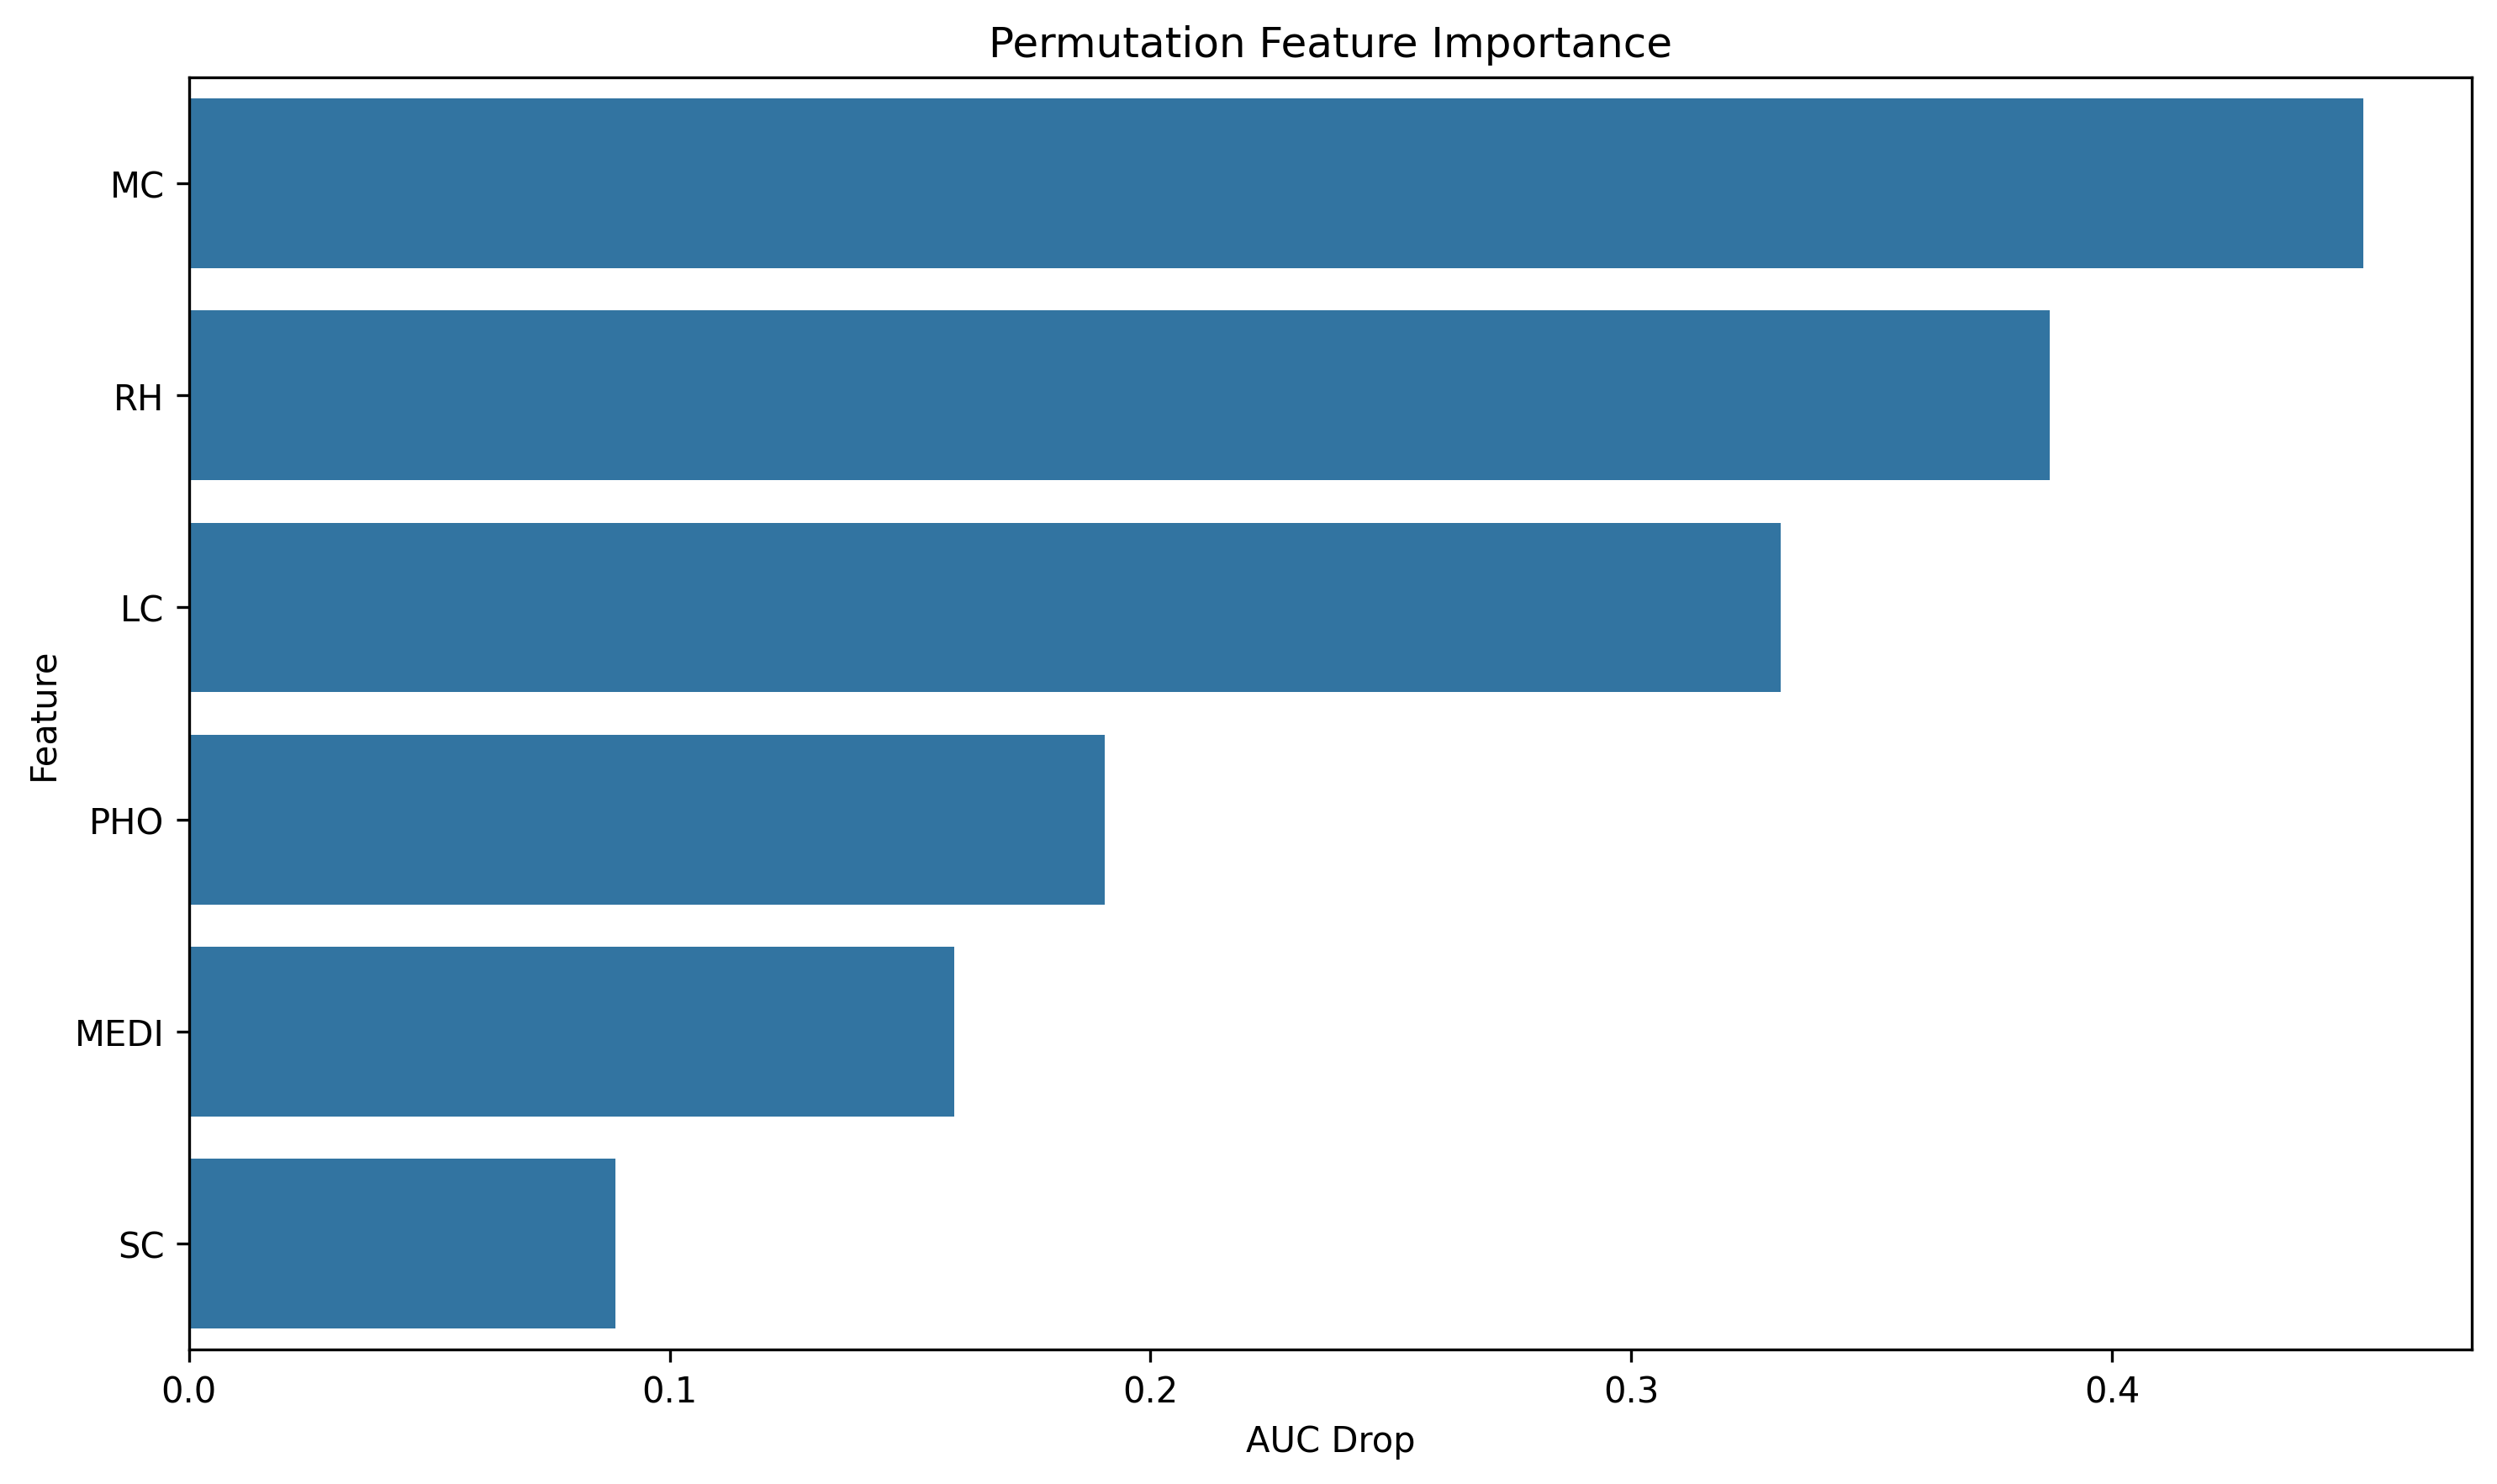 Permutation Feature Importance
MC
RH
LC
PHO
MEDI
SC
Feature
0.0 0.1 0.2 0.3 0.4
AUC Drop